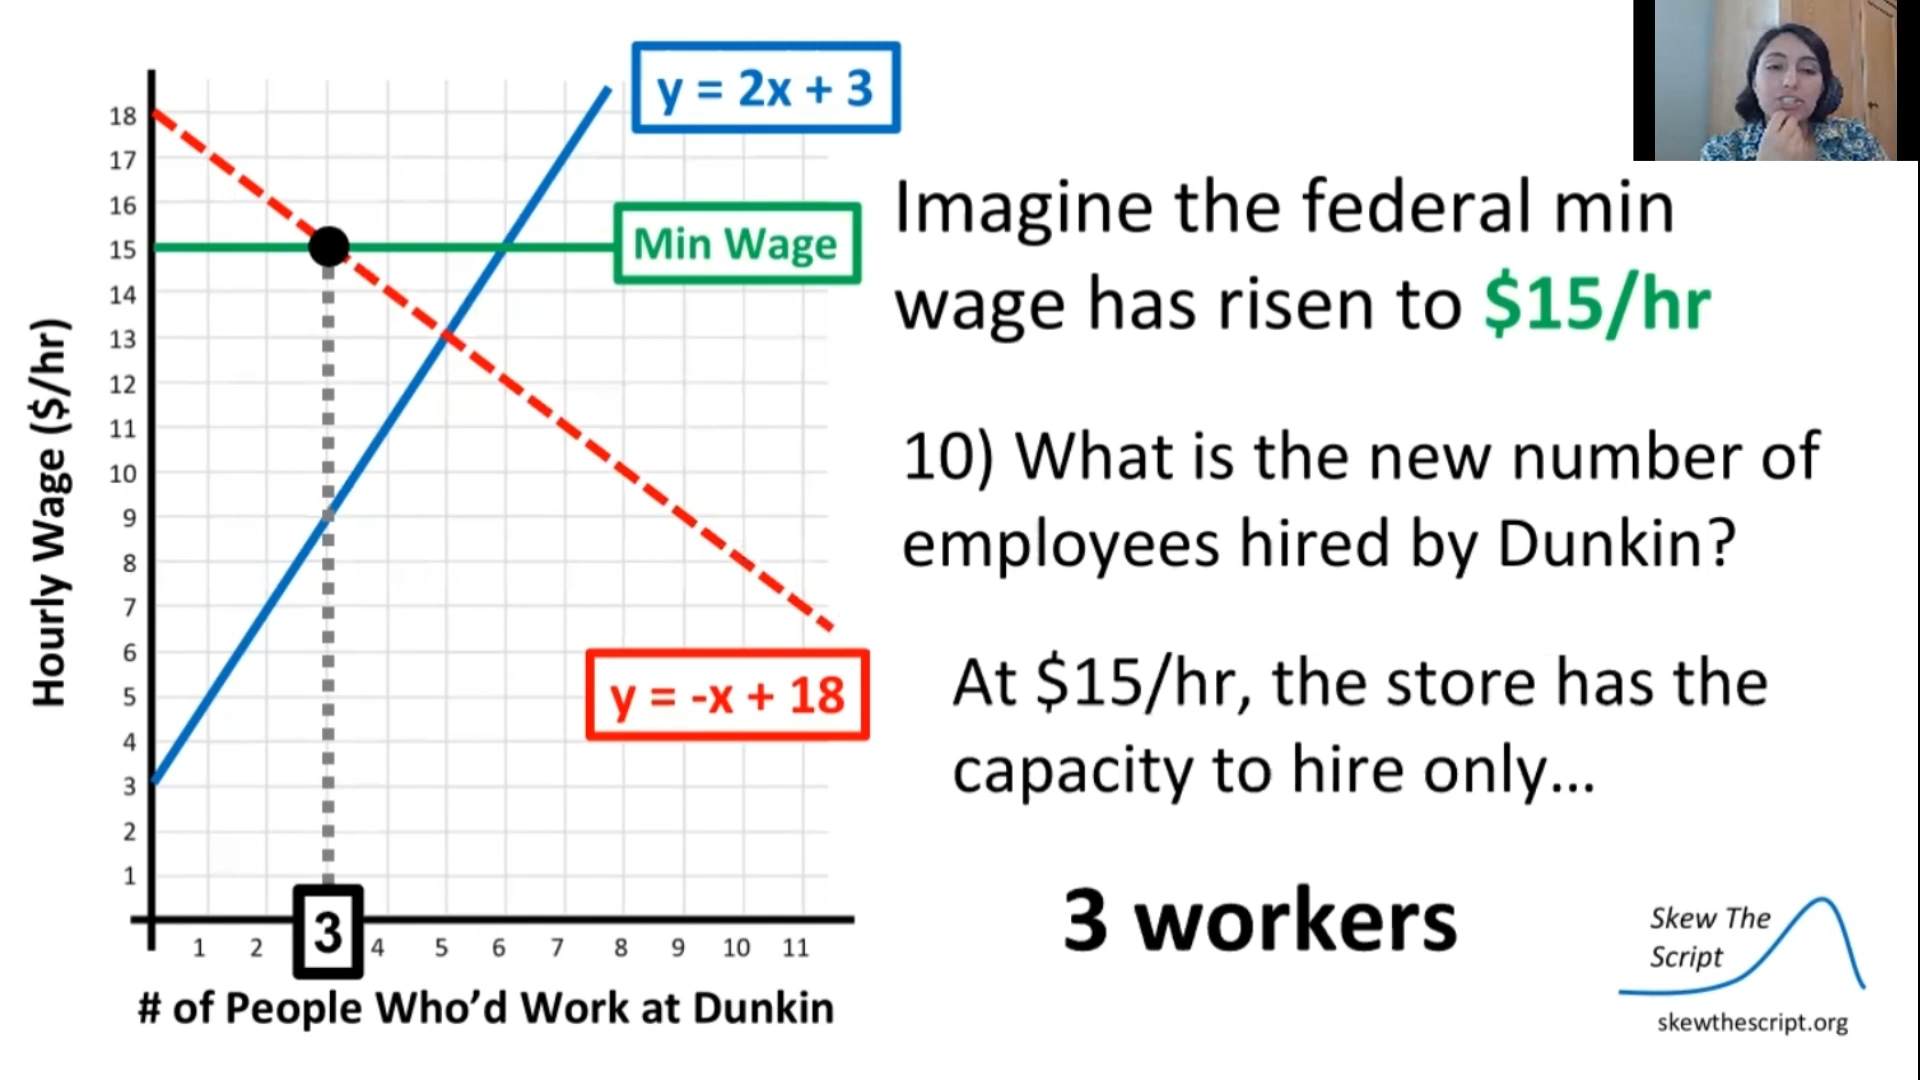 y = 2x + 3
Min Wage
y = -x + 18
Hourly Wage ($/hr)
18
17
16
15
14
13
12
11
10
9
8
7
6
5
4
3
2
1
1 2 3 4 5 6 7 8 9 10 11
# of People Who’d Work at Dunkin
Imagine the federal min
wage has risen to $15/hr
10) What is the new number of
employees hired by Dunkin?
At $15/hr, the store has the
capacity to hire only...
3 workers
Skew The
Script
skewthescript.org